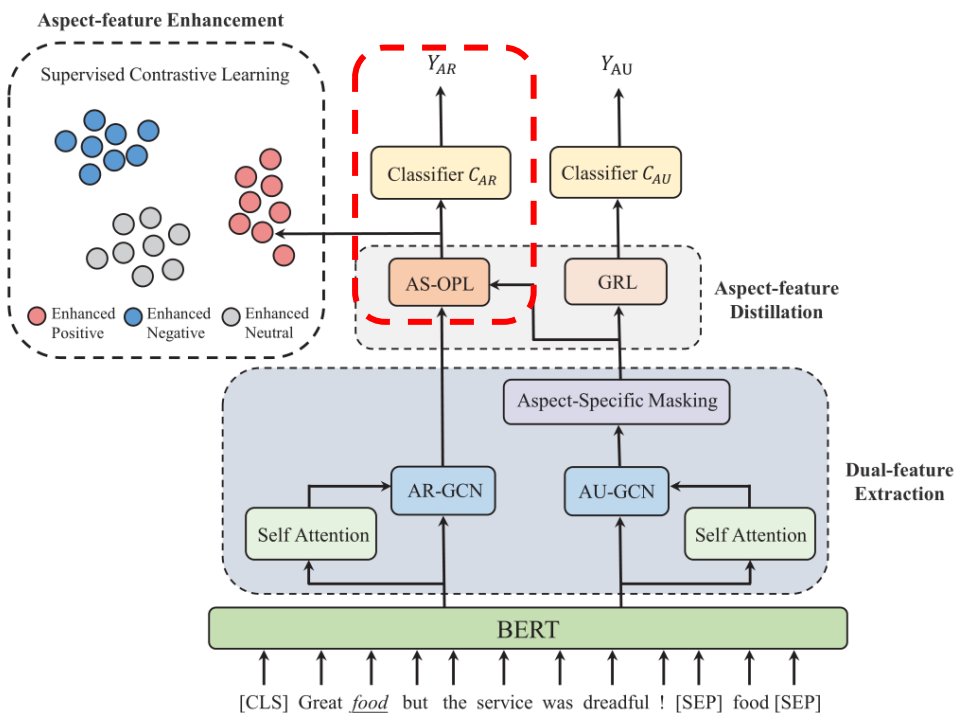 Aspect-feature Enhancement
Supervised Contrastive Learning
Enhanced Positive
Enhanced Negative
Enhanced Neutral
Y_AR
Y_AU
Classifier C_AR
Classifier C_AU
AS-OPL
GRL
Aspect-feature
Distillation
Aspect-Specific Masking
AR-GCN
AU-GCN
Self Attention
Self Attention
Dual-feature
Extraction
BERT
[CLS] Great food but the service was dreadful ! [SEP] food [SEP]